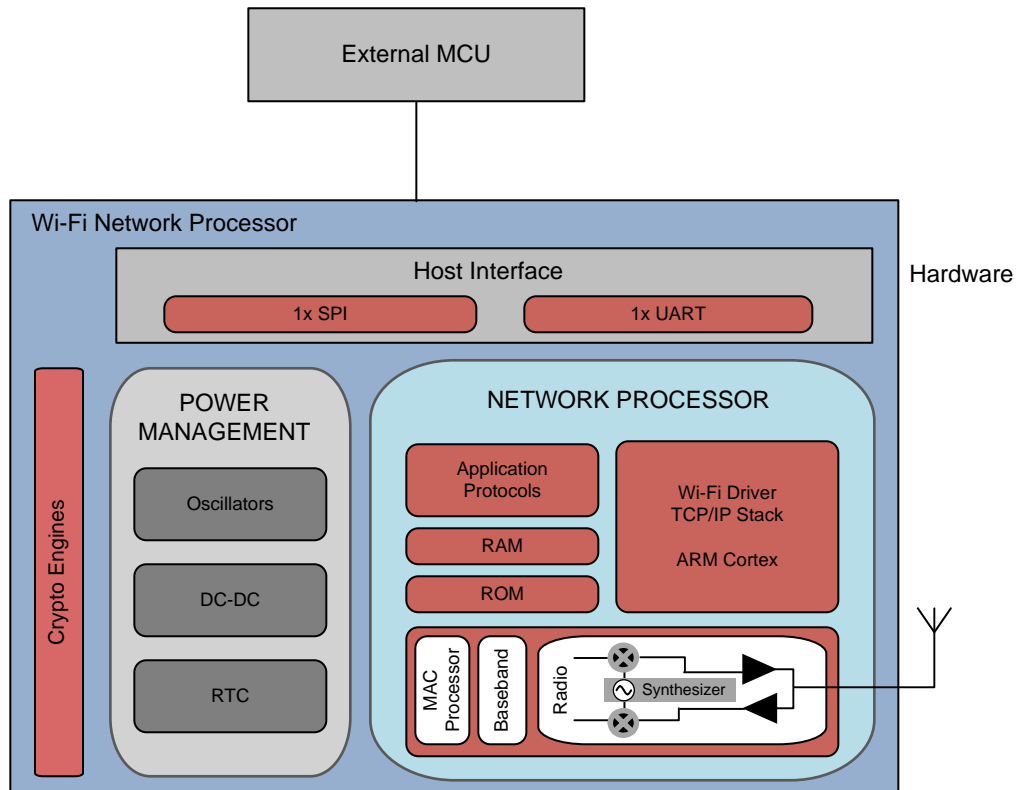 External MCU
Wi-Fi Network Processor
Host Interface
Hardware
1x SPI
1x UART
Crypto Engines
POWER
MANAGEMENT
Oscillators
DC-DC
RTC
NETWORK PROCESSOR
Application
Protocols
RAM
ROM
Wi-Fi Driver
TCP/IP Stack
ARM Cortex
MAC
Processor
Baseband
Radio
Synthesizer